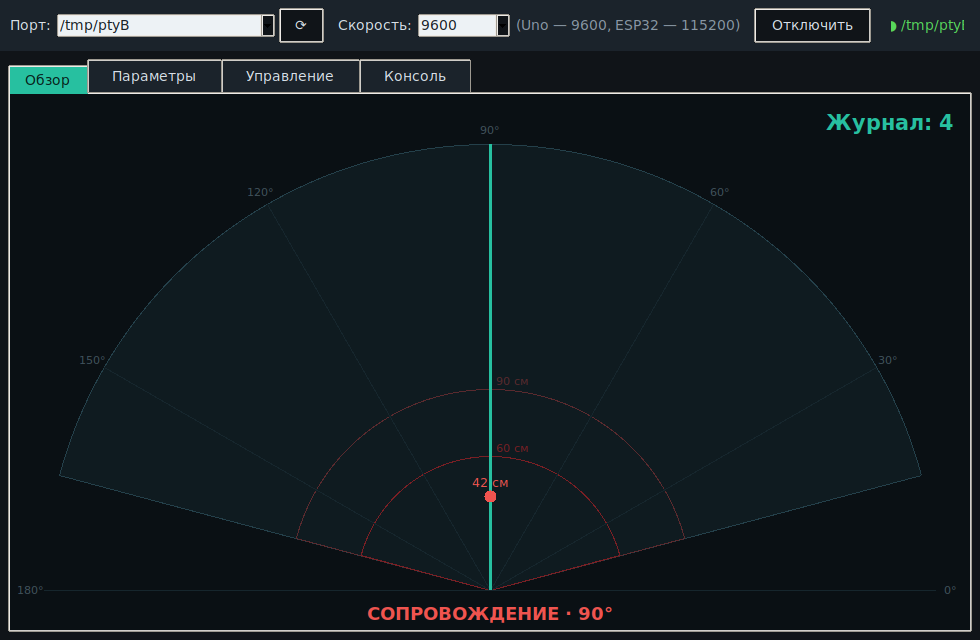 Порт: /tmp/ptyB ⟳ Скорость: 9600 (Uno — 9600, ESP32 — 115200) Отключить /tmp/pty
Обзор Параметры Управление Консоль
Журнал: 4
90°
120° 60°
150° 30°
90 см
60 см
42 см
180° 0°
СОПРОВОЖДЕНИЕ · 90°